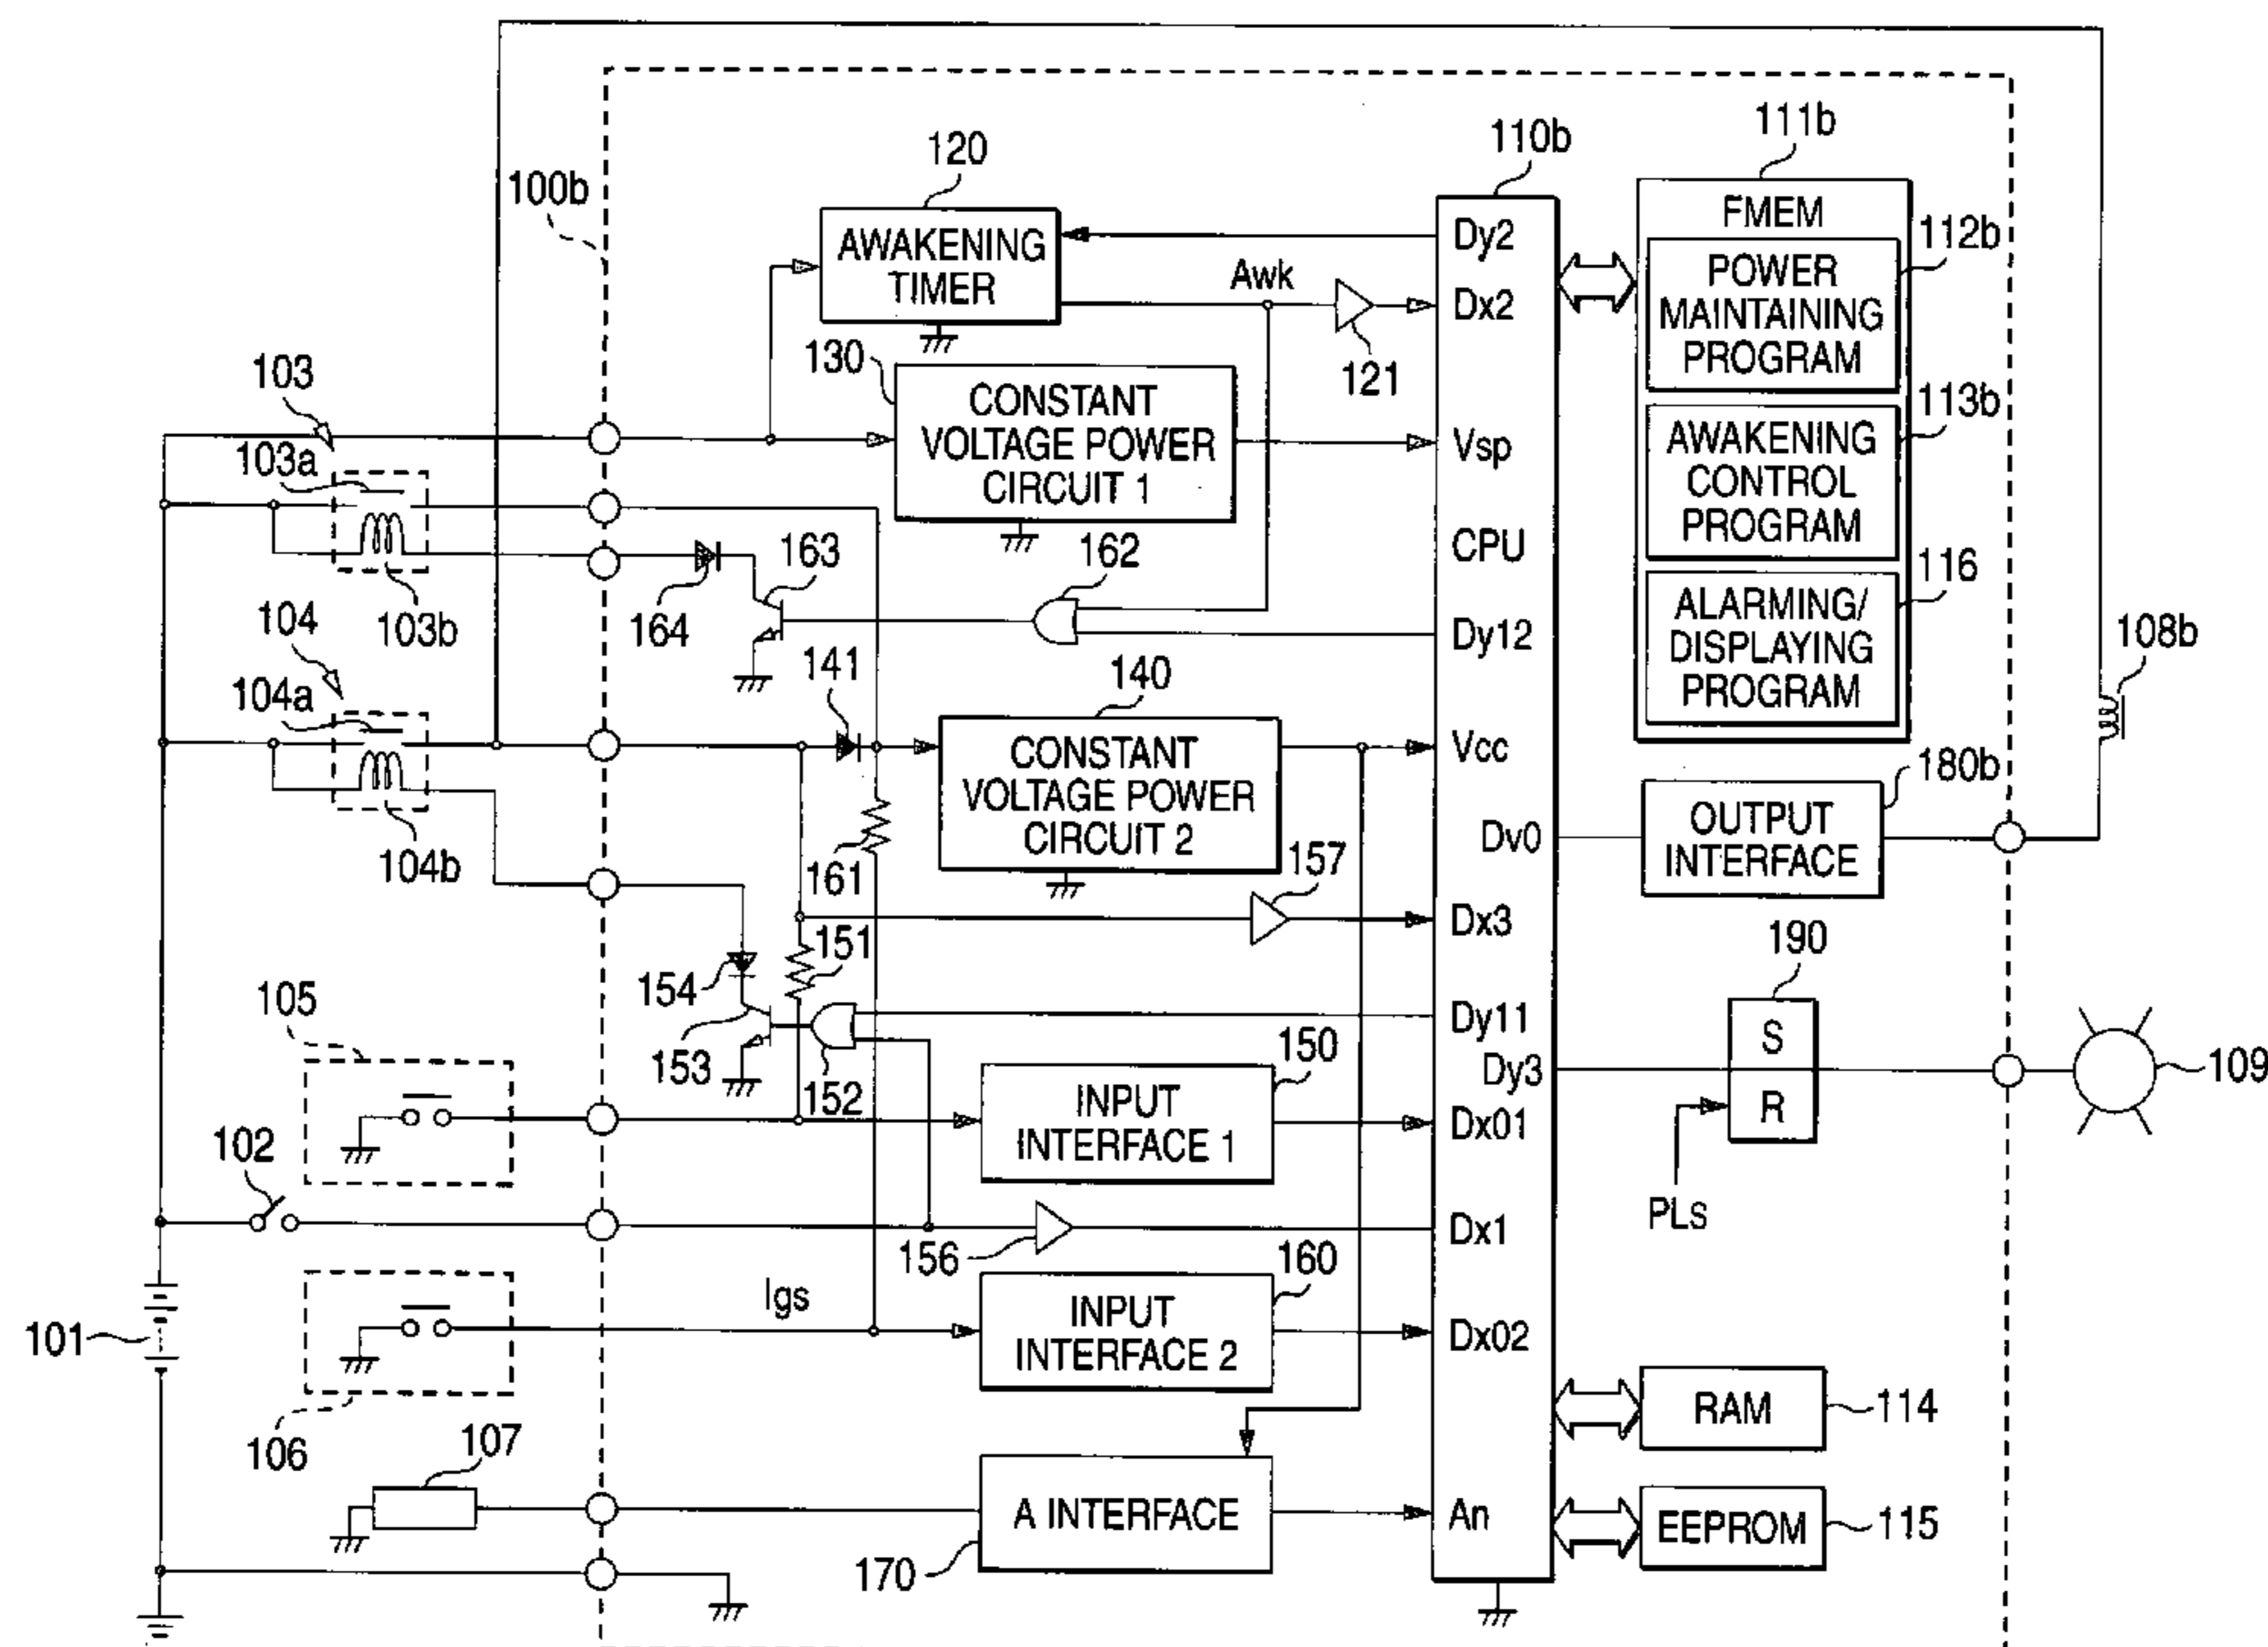 110b
111b
120
100b
FMEM
112b
Dy2
AWAKENING
TIMER
POWER
MAINTAINING
PROGRAM
Awk
Dx2
130
121
103
CONSTANT
VOLTAGE POWER
CIRCUIT 1
113b
103a
Vsp
AWAKENING
CONTROL
PROGRAM
163
162
CPU
116
103b
164
104
Dy12
ALARMING/
DISPLAYING
PROGRAM
108b
141
140
104a
CONSTANT
VOLTAGE POWER
CIRCUIT 2
Vcc
180b
OUTPUT
INTERFACE
Dv0
104b
161
157
Dx3
151
190
154
105
Dy11
S
153
152
150
Dy3
109
INPUT
INTERFACE 1
Dx01
R
102
PLs
Dx1
156
160
Igs
101
INPUT
INTERFACE 2
Dx02
RAM
114
106
107
A INTERFACE
An
EEPROM
115
170